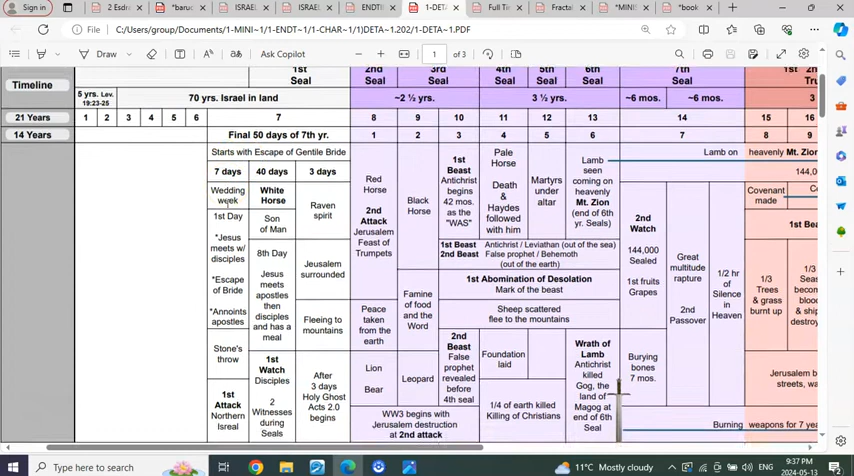 Sign in
2 Esdre
*baruc
ISRAEL
ISRAEL
ENDTI
1-DETA
Full Tim
Fractal
*MINIS
*book
File
C:/Users/group/Documents/1-MINI~1/1-ENDT~1/1-CHAR~1/1)DETA~1.202/1-DETA~1.PDF
Draw
Ask Copilot
1 of 3
1st
Seal
2nd
Seal
3rd
Seal
4th
Seal
5th
Seal
6th
Seal
7th
Seal
1st
Timeline
5 yrs. Lev.
19:23-25
70 yrs. Israel in land
~2 ½ yrs.
3 ½ yrs.
~6 mos.
~6 mos.
3
21 Years
1 2 3 4 5 6 7 8 9 10 11 12 13 14 15 16
14 Years
Final 50 days of 7th yr.
1 2 3 4 5 6 7 8 9
Starts with Escape of Gentile Bride
7 days
40 days
3 days
Wedding
week
1st Day
*Jesus
meets w/
disciples
*Escape
of Bride
*Annoints
apostles
Stone's
throw
1st
Attack
Northern
Isreal
White
Horse
Son
of Man
8th Day
Jesus
meets
apostles
then
disciples
and has a
meal
1st
Watch
Disciples
2
Witnesses
during
Seals
Raven
spirit
Jerusalem
surrounded
Fleeing to
mountains
After
3 days
Holy Ghost
Acts 2.0
begins
Red
Horse
2nd
Attack
Jerusalem
Feast of
Trumpets
Peace
taken
from the
earth
Lion
Bear
Black
Horse
Famine
of food
and the
Word
Leopard
WW3 begins with
Jerusalem destruction
at 2nd attack
1st
Beast
Antichrist
begins
42 mos.
as the
"WAS"
Pale
Horse
Death
&
Haydes
followed
with him
Martyrs
under
altar
Lamb
seen
coming on
heavenly
Mt. Zion
(end of 6th
yr. Seals)
1st Beast Antichrist / Leviathan (out of the sea)
2nd Beast False prophet / Behemoth
(out of the earth)
1st Abomination of Desolation
Mark of the beast
Sheep scattered
flee to the mountains
2nd
Beast
False
prophet
revealed
before
4th seal
Foundation
laid
1/4 of earth killed
Killing of Christians
Wrath of
Lamb
Antichrist
killed
Gog, the
land of
Magog at
end of 6th
Seal
Lamb on heavenly Mt. Zion
144,
2nd
Watch
144,000
Sealed
1st fruits
Grapes
Burying
bones
7 mos.
Great
multitude
rapture
2nd
Passover
1/2 hr
of
Silence
in
Heaven
Burning weapons for 7 yea
Covenant
made
1st Bea
1/3
Trees
& grass
burnt up
1/3
Seas
becom
blood
& ship
destroy
Jerusalem b
streets, wa
Type here to search
11°C Mostly cloudy
ENG
9:37 PM
2024-05-13